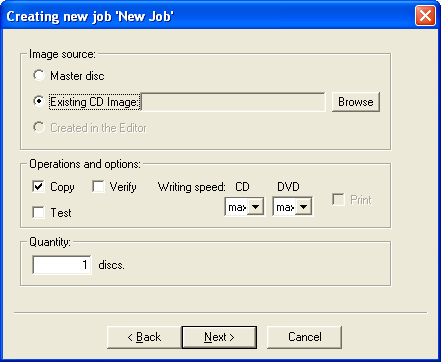 Creating new job 'New Job'
Image source:
Master disc
Existing CD Image: Browse
Created in the Editor
Operations and options:
Copy Verify Writing speed: CD DVD
max max Print
Test
Quantity:
1 discs.
< Back Next > Cancel